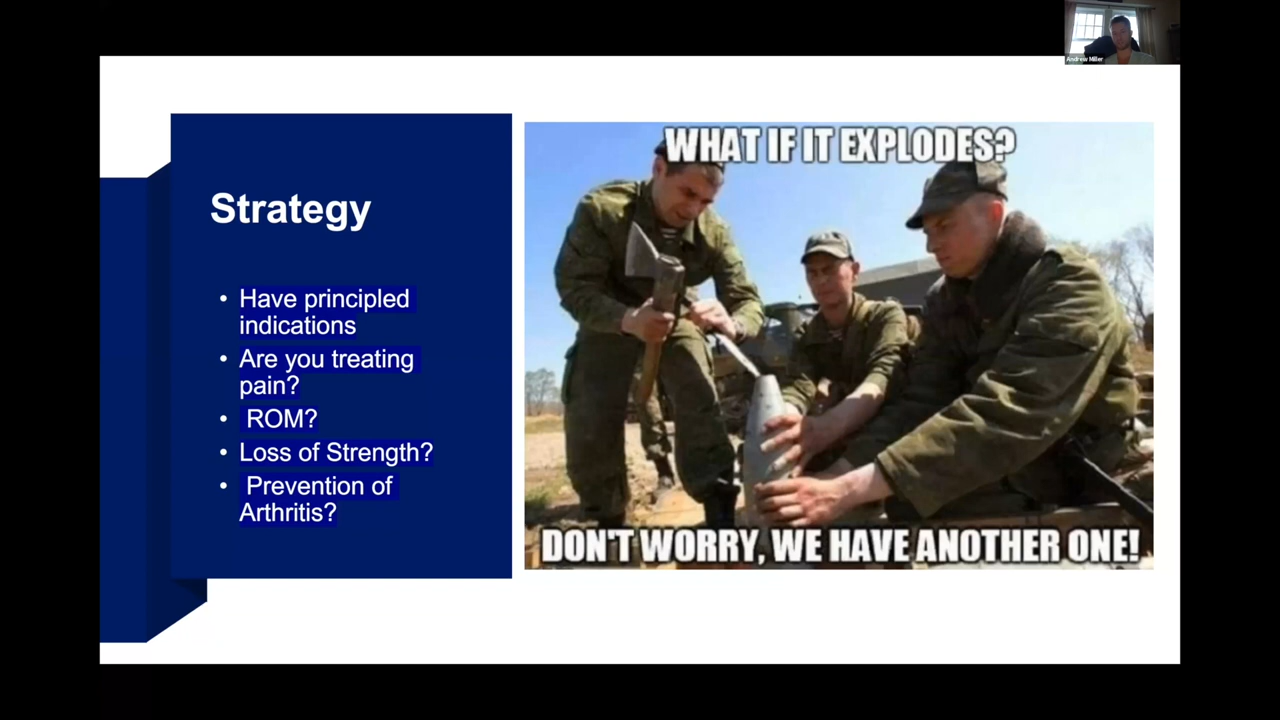 Andrew Miller
Strategy
• Have principled
indications
• Are you treating
pain?
• ROM?
• Loss of Strength?
• Prevention of
Arthritis?
WHAT IF IT EXPLODES?
DON'T WORRY, WE HAVE ANOTHER ONE!